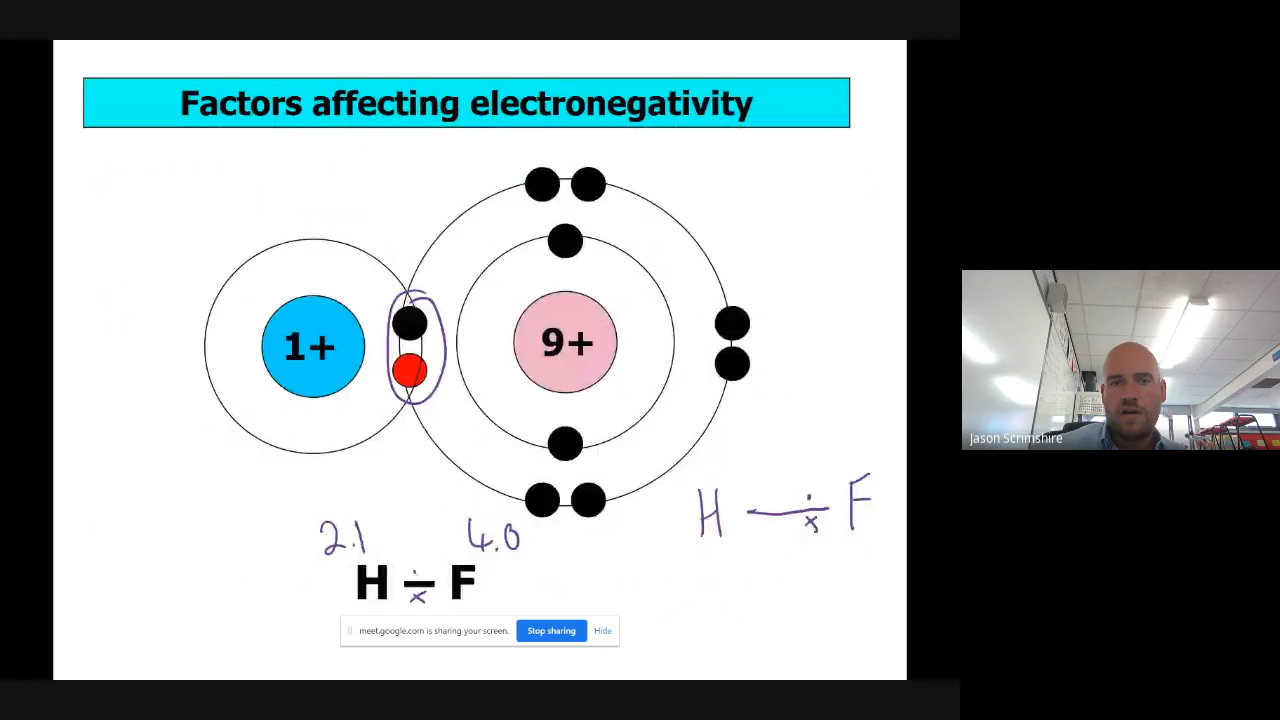 Factors affecting electronegativity
1+
9+
H — F
2.1
4.0
H — F
meet.google.com is sharing your screen.
Stop sharing
Hide
Jason Scrimshire